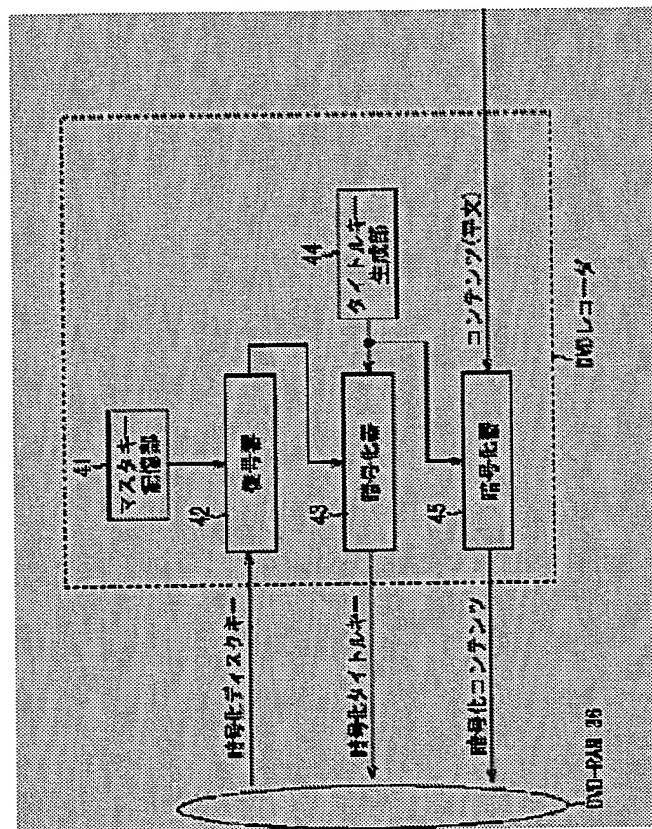 41
マスタキー
記憶部
暗号化ディスクキー
42
復号器
44
タイトルキー
生成部
暗号化タイトルキー
43
暗号化器
暗号化コンテンツ
45
暗号化器
コンテンツ(平文)
DVDレコーダ
DVD-RAM 36